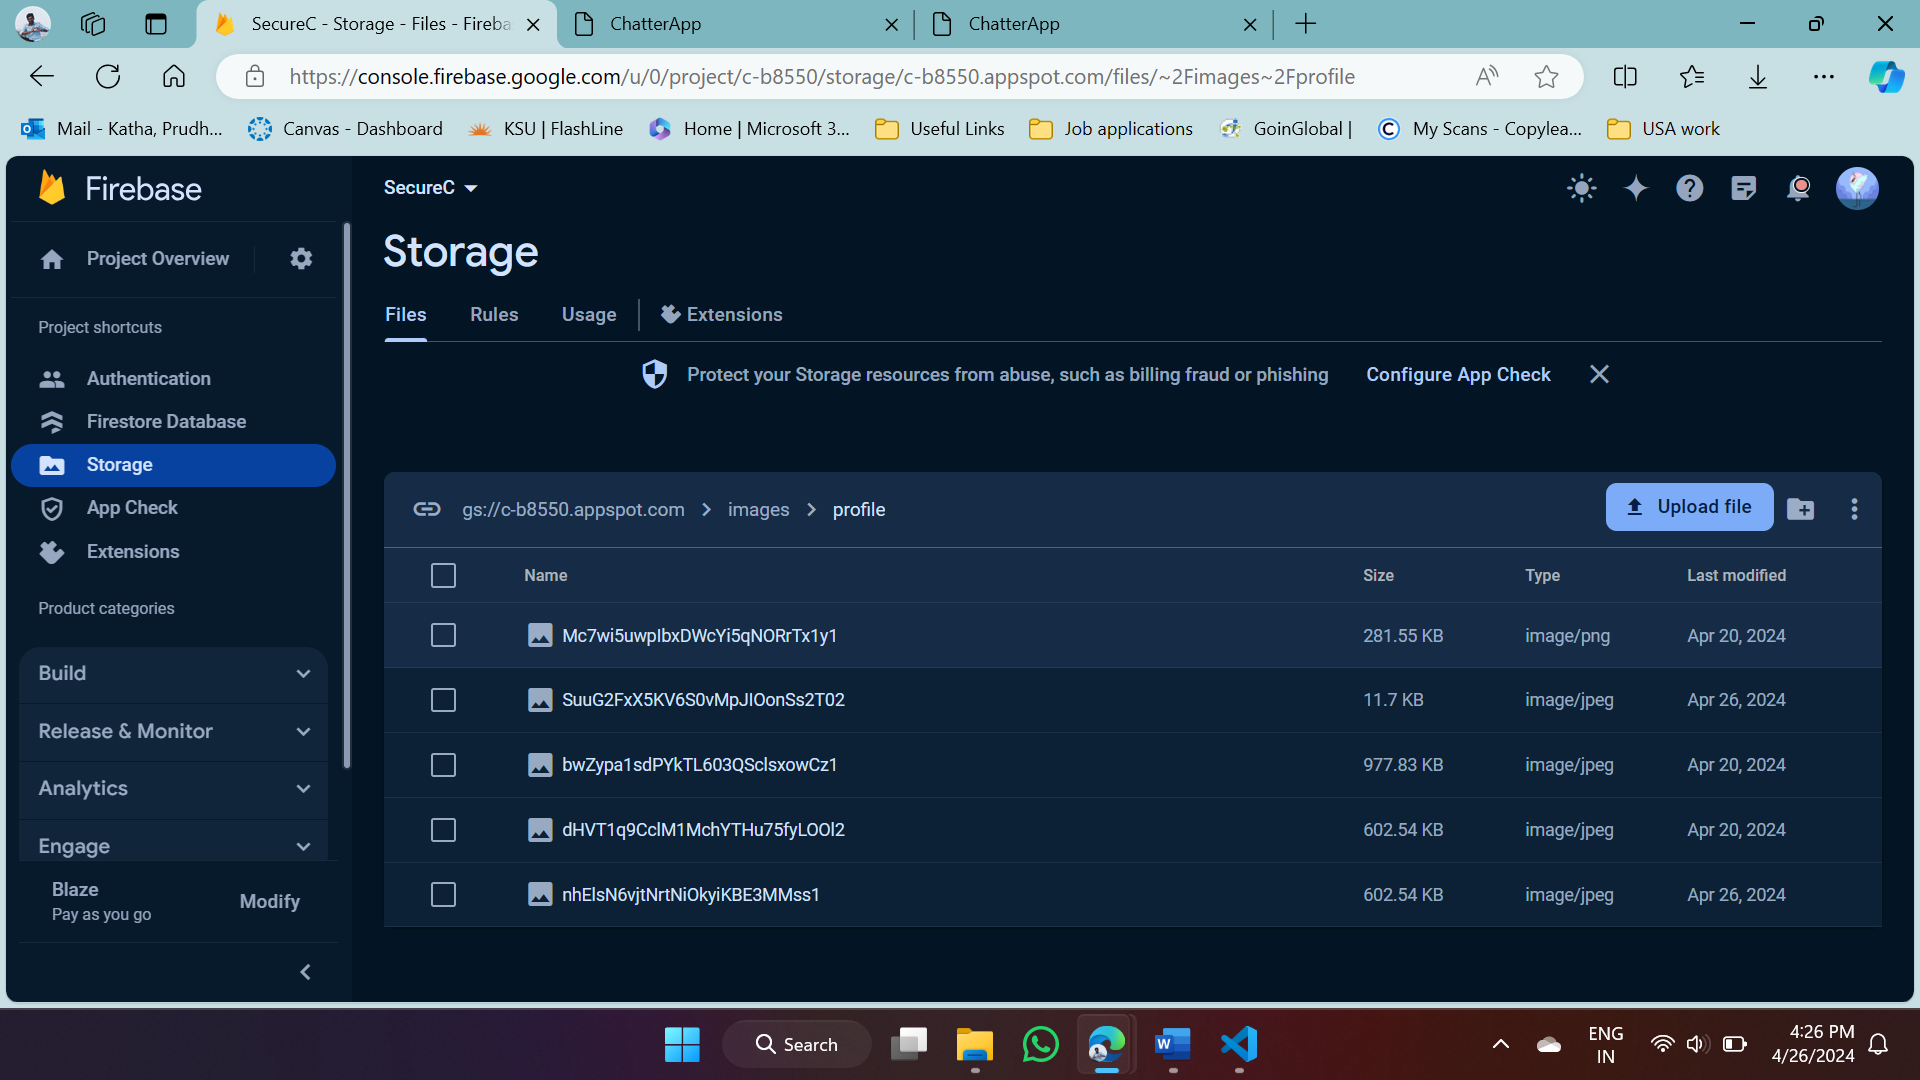 SecureC - Storage - Files - Fireba
ChatterApp
ChatterApp
https://console.firebase.google.com/u/0/project/c-b8550/storage/c-b8550.appspot.com/files/~2Fimages~2Fprofile
Mail - Katha, Prudh...
Canvas - Dashboard
KSU | FlashLine
Home | Microsoft 3...
Useful Links
Job applications
GoinGlobal |
My Scans - Copylea...
USA work
Firebase
SecureC
Project Overview
Storage
Files
Rules
Usage
Extensions
Project shortcuts
Protect your Storage resources from abuse, such as billing fraud or phishing
Configure App Check
Authentication
Firestore Database
Storage
App Check
Extensions
Product categories
Build
Release & Monitor
Analytics
Engage
Blaze
Pay as you go
Modify
gs://c-b8550.appspot.com > images > profile
Upload file
Name Size Type Last modified
Mc7wi5uwpIbxDWcYi5qNORrTx1y1 281.55 KB image/png Apr 20, 2024
SuuG2FxX5KV6S0vMpJIOonSs2T02 11.7 KB image/jpeg Apr 26, 2024
bwZypa1sdPYkTL603QSclsxowCz1 977.83 KB image/jpeg Apr 20, 2024
dHVT1q9CclM1MchYTHu75fyLOOl2 602.54 KB image/jpeg Apr 20, 2024
nhElsN6vjtNrtNiOkyiKBE3MMss1 602.54 KB image/jpeg Apr 26, 2024
Search
ENG
IN
4:26 PM
4/26/2024